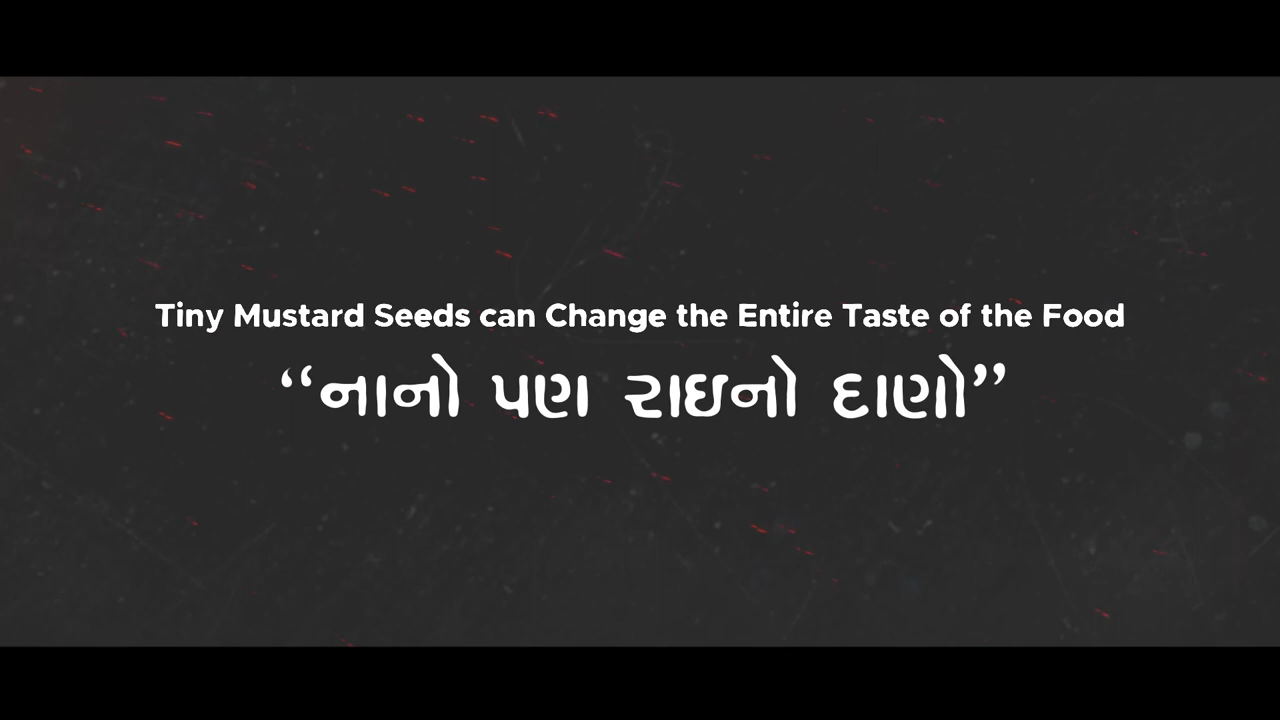 Tiny Mustard Seeds can Change the Entire Taste of the Food
“નાનો પણ રાઇનો દાણો”